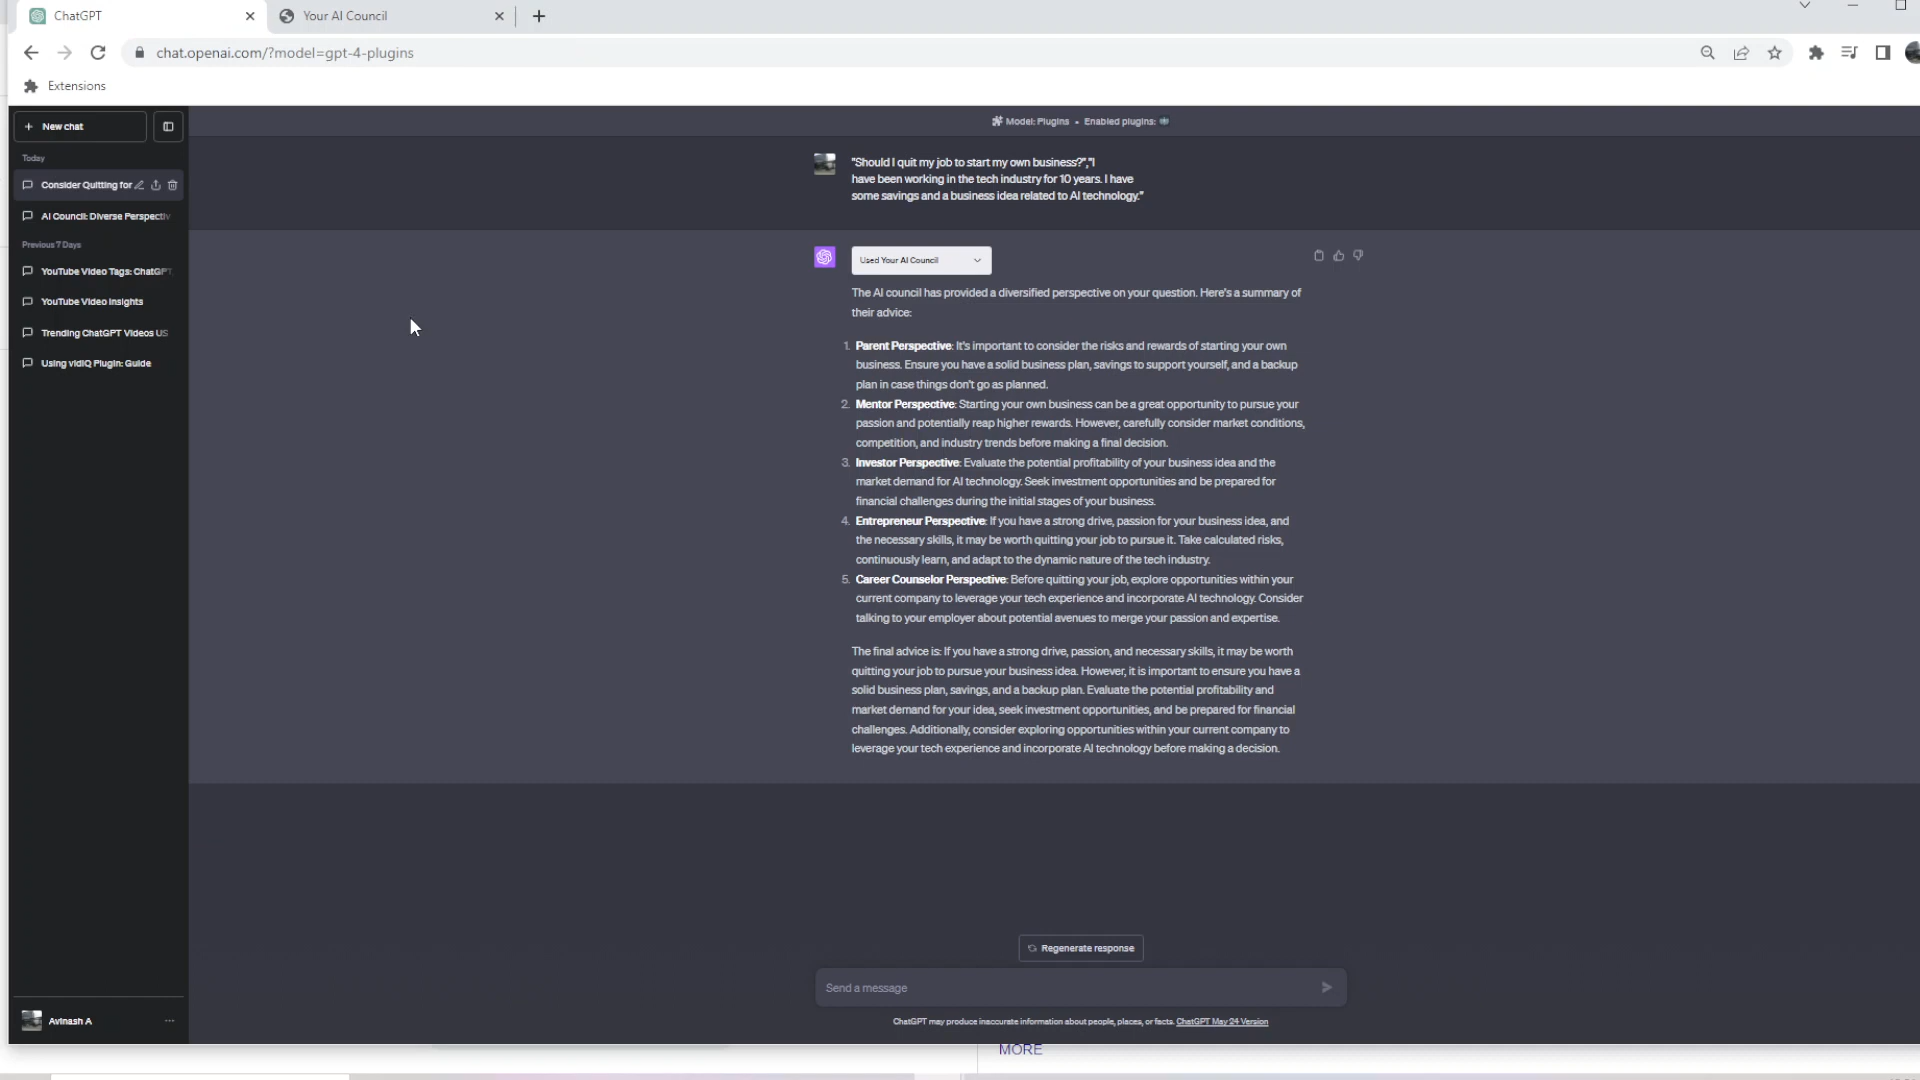 ChatGPT
Your AI Council
chat.openai.com/?model=gpt-4-plugins
Extensions
New chat
Today
Consider Quitting for
AI Council: Diverse Perspectiv
Previous 7 Days
YouTube Video Tags: ChatGPT,
YouTube Video Insights
Trending ChatGPT Videos US
Using vidIQ Plugin: Guide
Avinash A
Model: Plugins • Enabled plugins:
"Should I quit my job to start my own business?","I
have been working in the tech industry for 10 years. I have
some savings and a business idea related to AI technology."
Used Your AI Council
The AI council has provided a diversified perspective on your question. Here's a summary of
their advice:
1. Parent Perspective: It's important to consider the risks and rewards of starting your own
business. Ensure you have a solid business plan, savings to support yourself, and a backup
plan in case things don't go as planned.
2. Mentor Perspective: Starting your own business can be a great opportunity to pursue your
passion and potentially reap higher rewards. However, carefully consider market conditions,
competition, and industry trends before making a final decision.
3. Investor Perspective: Evaluate the potential profitability of your business idea and the
market demand for AI technology. Seek investment opportunities and be prepared for
financial challenges during the initial stages of your business.
4. Entrepreneur Perspective: If you have a strong drive, passion for your business idea, and
the necessary skills, it may be worth quitting your job to pursue it. Take calculated risks,
continuously learn, and adapt to the dynamic nature of the tech industry.
5. Career Counselor Perspective: Before quitting your job, explore opportunities within your
current company to leverage your tech experience and incorporate AI technology. Consider
talking to your employer about potential avenues to merge your passion and expertise.
The final advice is: If you have a strong drive, passion, and necessary skills, it may be worth
quitting your job to pursue your business idea. However, it is important to ensure you have a
solid business plan, savings, and a backup plan. Evaluate the potential profitability and
market demand for your idea, seek investment opportunities, and be prepared for financial
challenges. Additionally, consider exploring opportunities within your current company to
leverage your tech experience and incorporate AI technology before making a decision.
Regenerate response
Send a message
ChatGPT may produce inaccurate information about people, places, or facts. ChatGPT May 24 Version
MORE